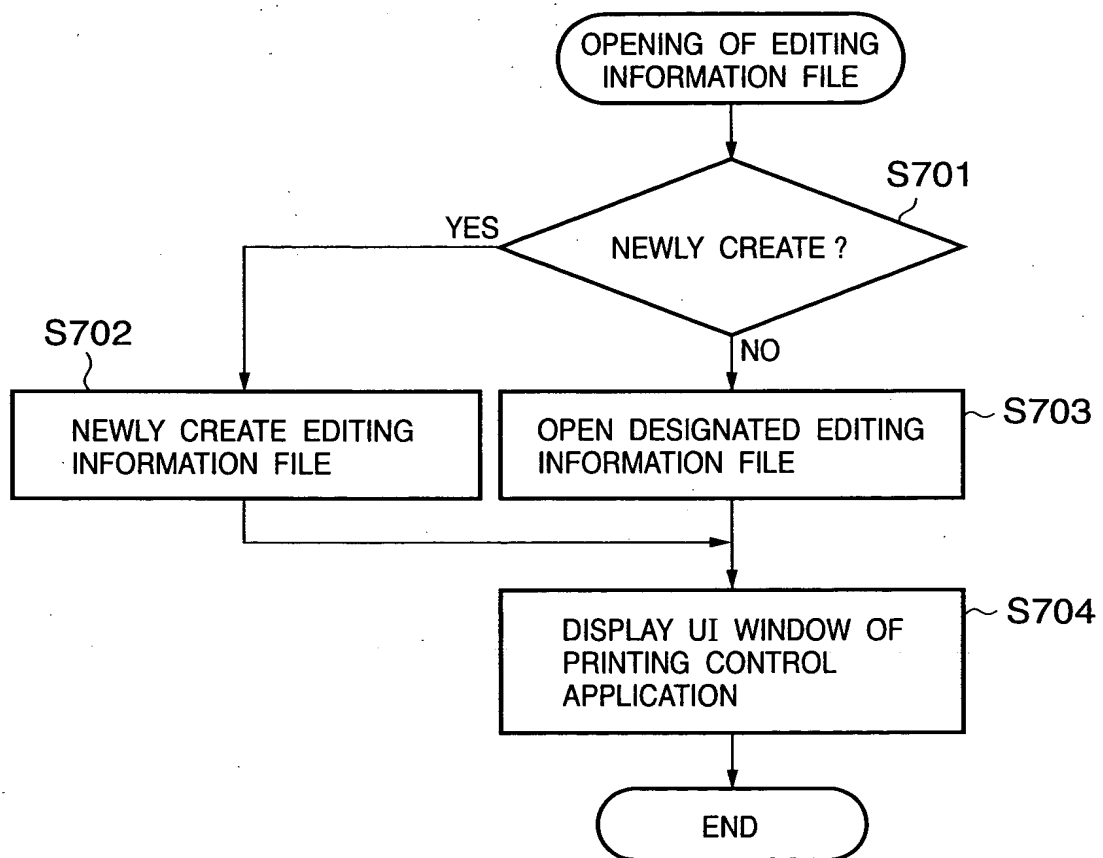 OPENING OF EDITING
INFORMATION FILE
S701
YES
NEWLY CREATE ?
S702
NO
NEWLY CREATE EDITING
INFORMATION FILE
OPEN DESIGNATED EDITING
INFORMATION FILE
S703
S704
DISPLAY UI WINDOW OF
PRINTING CONTROL
APPLICATION
END